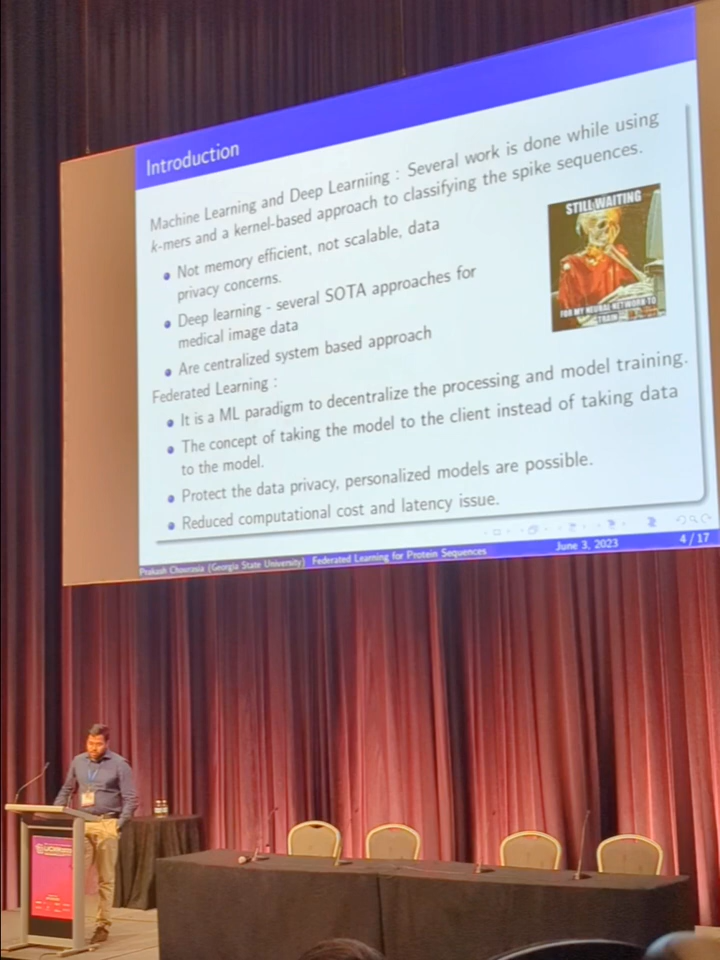 Introduction
Machine Learning and Deep Learniing : Several work is done while using
k-mers and a kernel-based approach to classifying the spike sequences.
Not memory efficient, not scalable, data
privacy concerns.
Deep learning - several SOTA approaches for
medical image data
Are centralized system based approach
STILL WAITING
FOR MY NEURAL NETWORK TO
TRAIN
Federated Learning :
It is a ML paradigm to decentralize the processing and model training.
The concept of taking the model to the client instead of taking data
to the model.
Protect the data privacy, personalized models are possible.
Reduced computational cost and latency issue.
Prakash Chourasia (Georgia State University) Federated Learning for Protein Sequences June 3, 2023 4 / 17